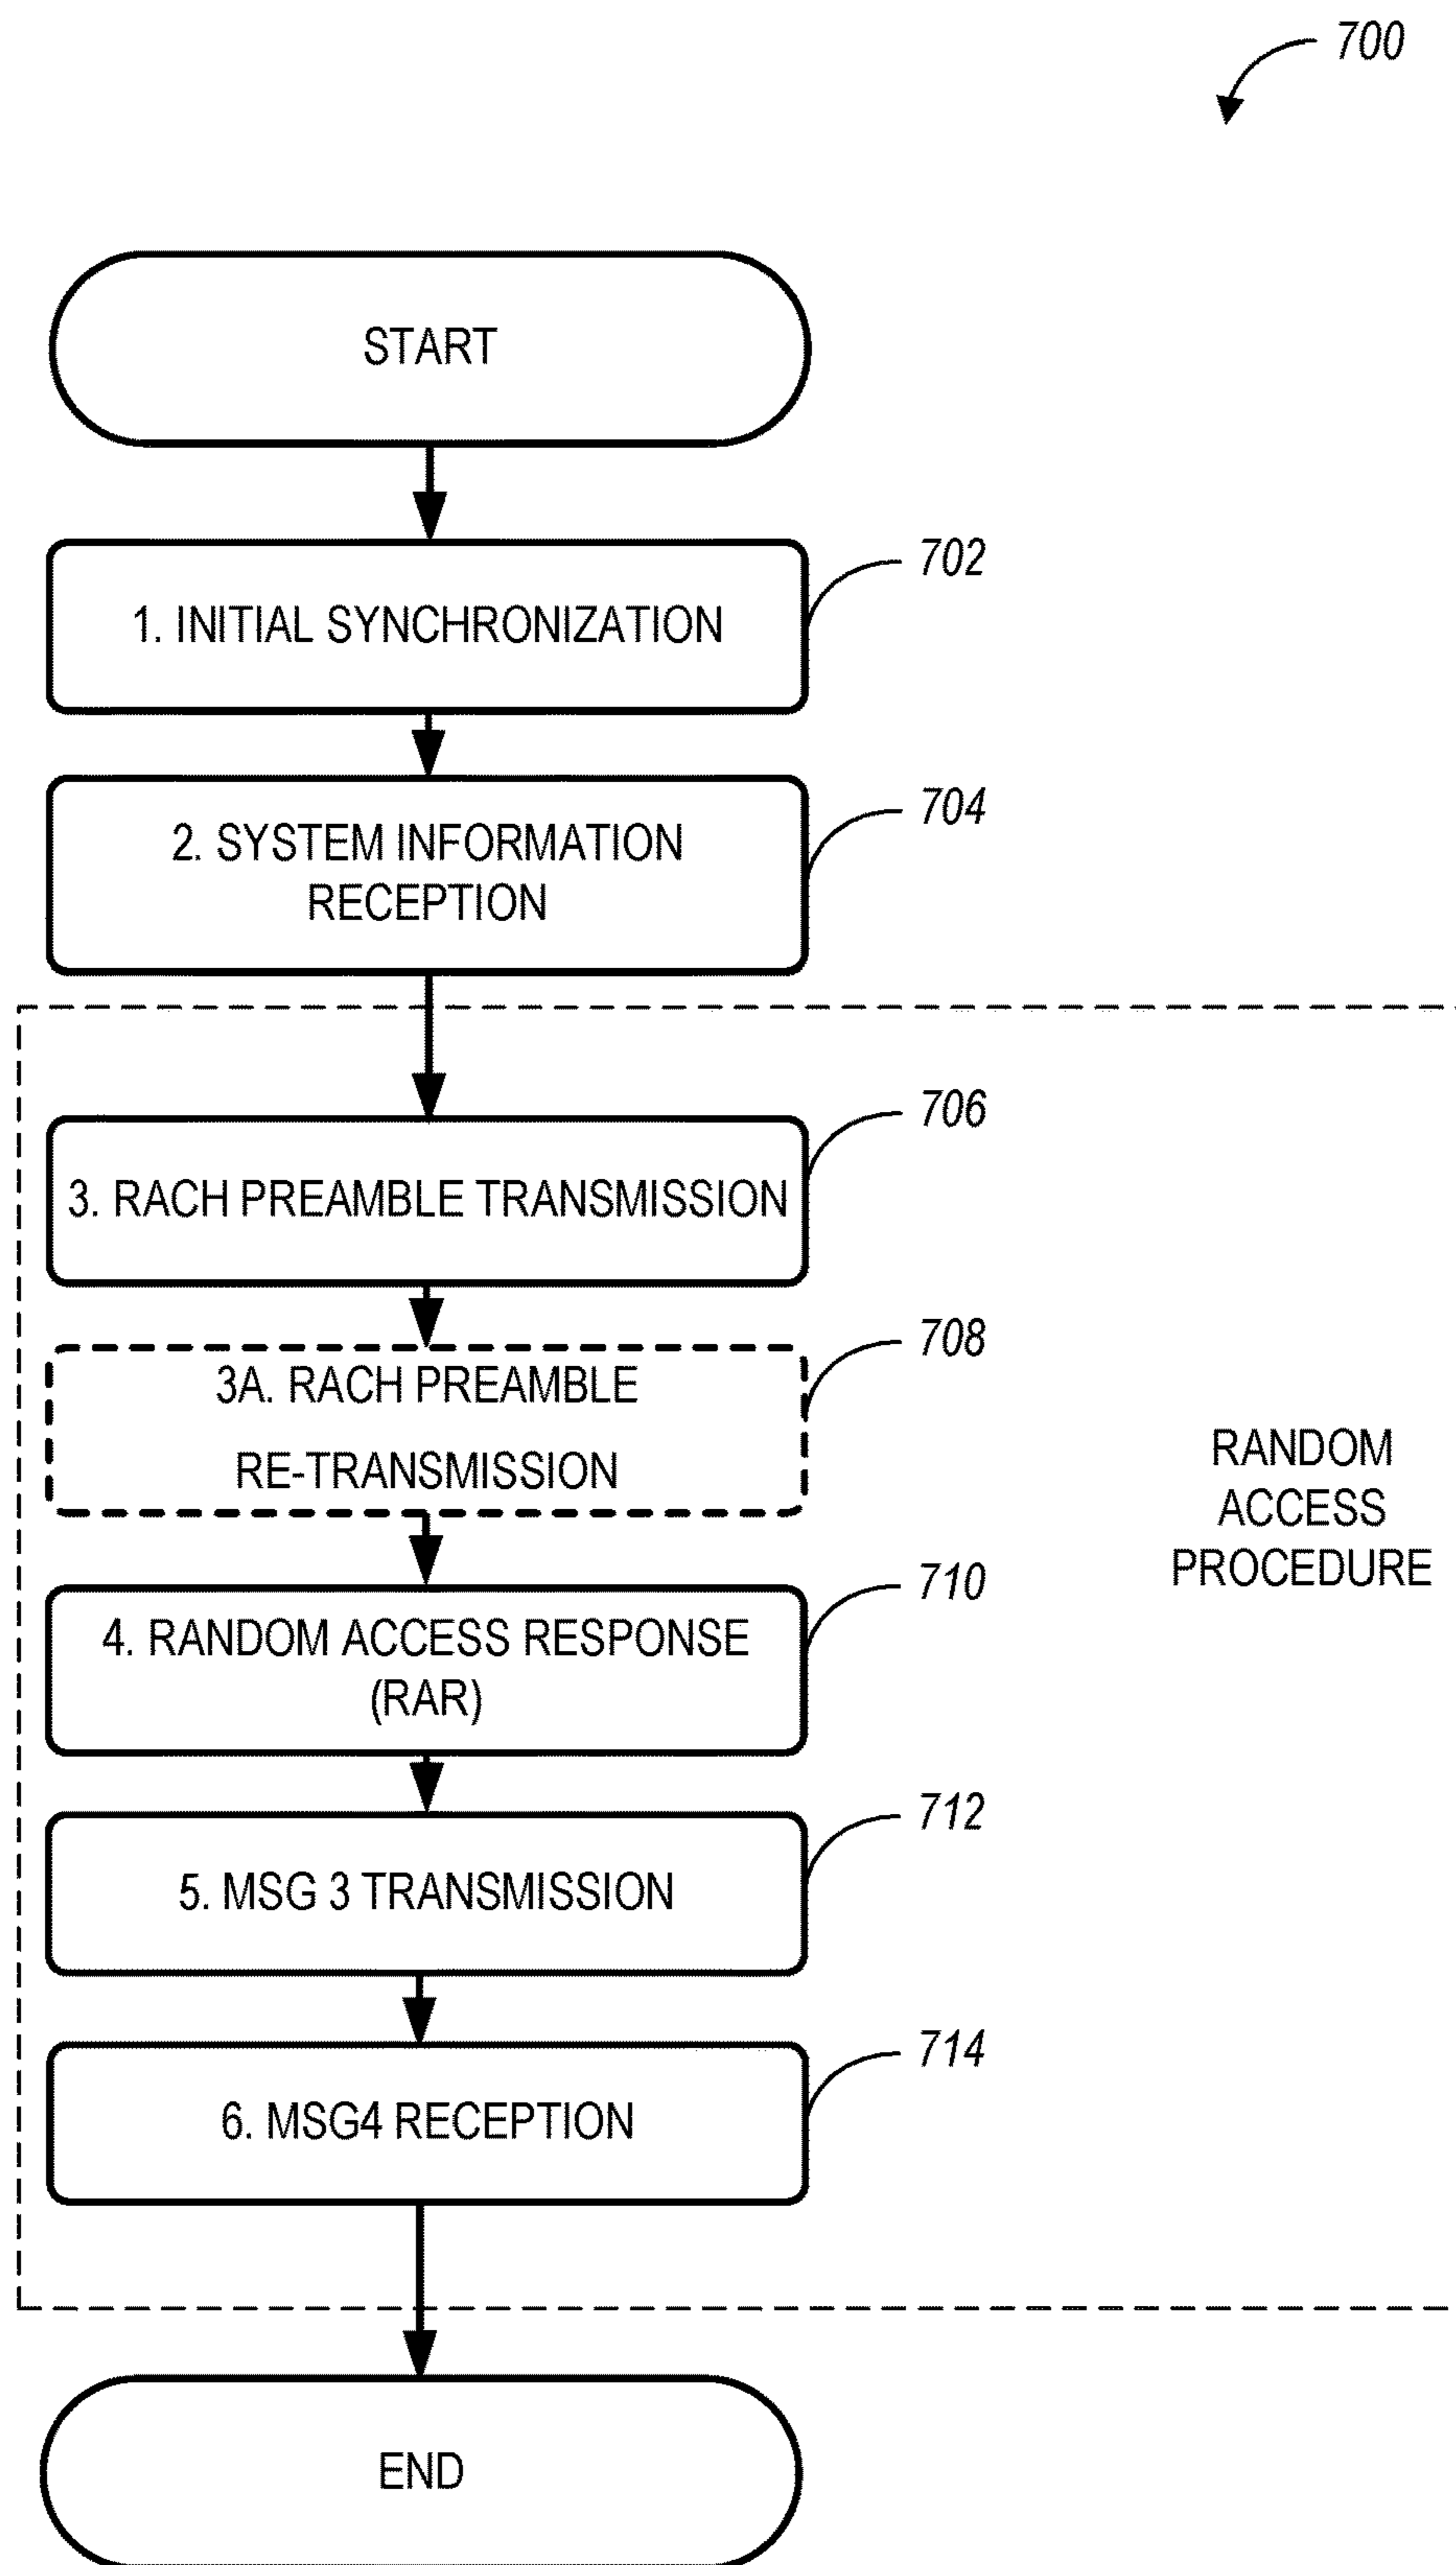 700
START
702
1. INITIAL SYNCHRONIZATION
704
2. SYSTEM INFORMATION
RECEPTION
706
3. RACH PREAMBLE TRANSMISSION
708
3A. RACH PREAMBLE
RE-TRANSMISSION
RANDOM
ACCESS
PROCEDURE
710
4. RANDOM ACCESS RESPONSE
(RAR)
712
5. MSG 3 TRANSMISSION
714
6. MSG4 RECEPTION
END